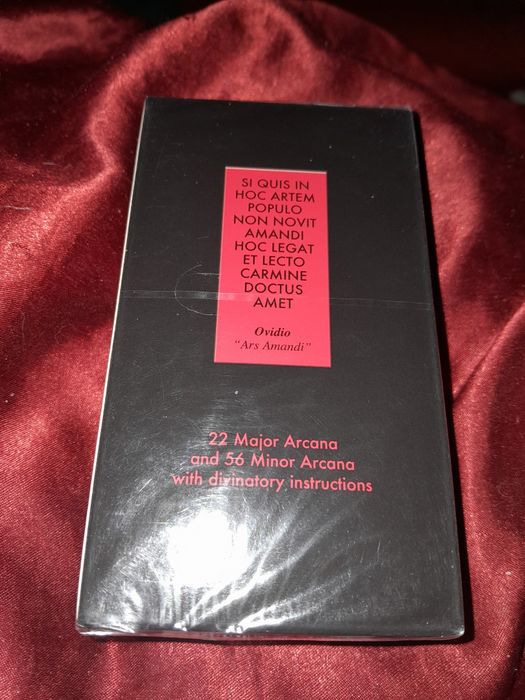 SI QUIS IN
HOC ARTEM
POPULO
NON NOVIT
AMANDI
HOC LEGAT
ET LECTO
CARMINE
DOCTUS
AMET
Ovidio
"Ars Amandi"
22 Major Arcana
and 56 Minor Arcana
with divinatory instructions